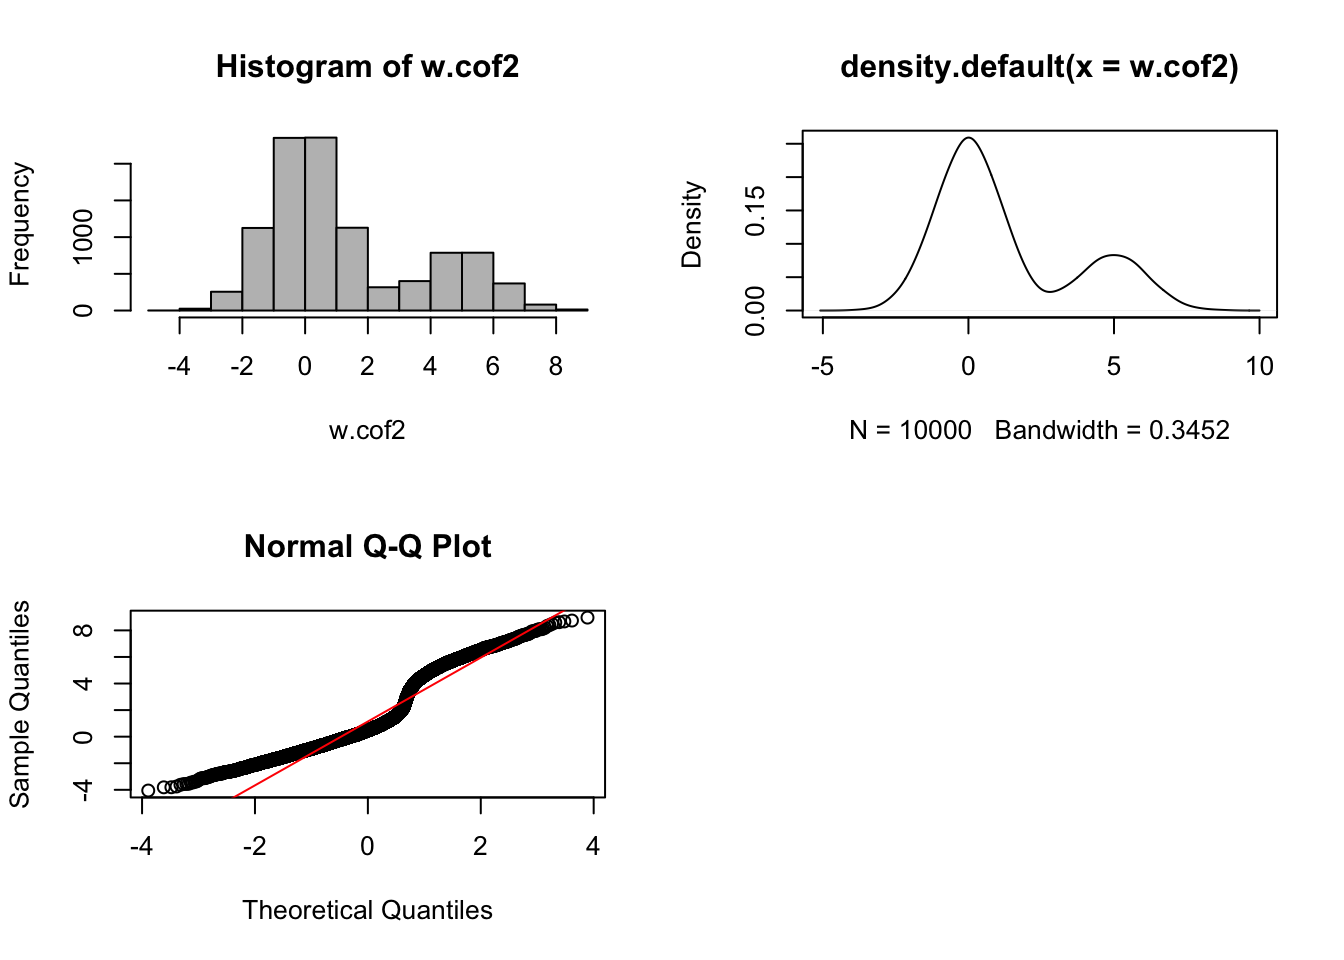 Histogram of w.cof2
Frequency
1000
0
-4 -2 0 2 4 6 8
w.cof2
density.default(x = w.cof2)
Density
0.15
0.00
-5 0 5 10
N = 10000 Bandwidth = 0.3452
Normal Q-Q Plot
Sample Quantiles
8
4
0
-4
-4 -2 0 2 4
Theoretical Quantiles